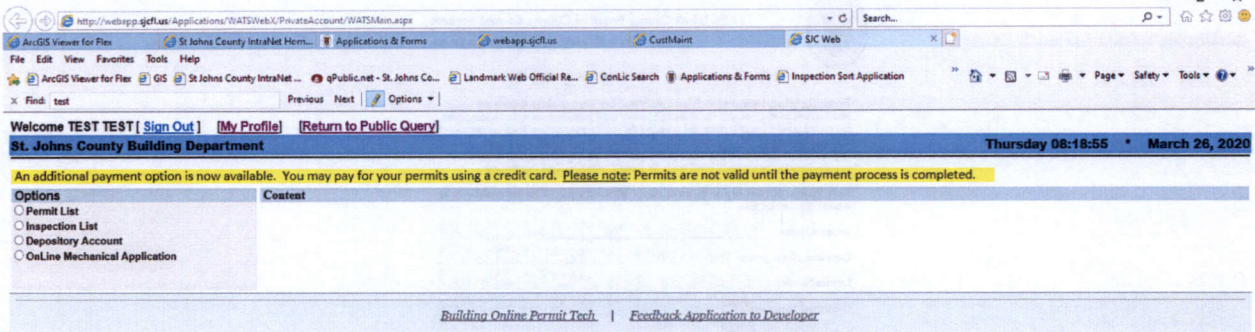 http://webapp.sjcfl.us/Applications/WATSWebX/PrivateAccount/WATSMain.aspx Search...
ArcGIS Viewer for Flex St Johns County IntraNet Hom... Applications & Forms webapp.sjcfl.us CustMaint SJC Web
File Edit View Favorites Tools Help
ArcGIS Viewer for Flex GIS St Johns County IntraNet ... qPublic.net - St. Johns Co... Landmark Web Official Re... ConLic Search Applications & Forms Inspection Sort Application Page Safety Tools
Find: test Previous Next Options
Welcome TEST TEST [ Sign Out ] [My Profile] [Return to Public Query]
St. Johns County Building Department Thursday 08:18:55 * March 26, 2020
An additional payment option is now available. You may pay for your permits using a credit card. Please note: Permits are not valid until the payment process is completed.
Options Content
Permit List
Inspection List
Depository Account
OnLine Mechanical Application
Building Online Permit Tech | Feedback Application to Developer